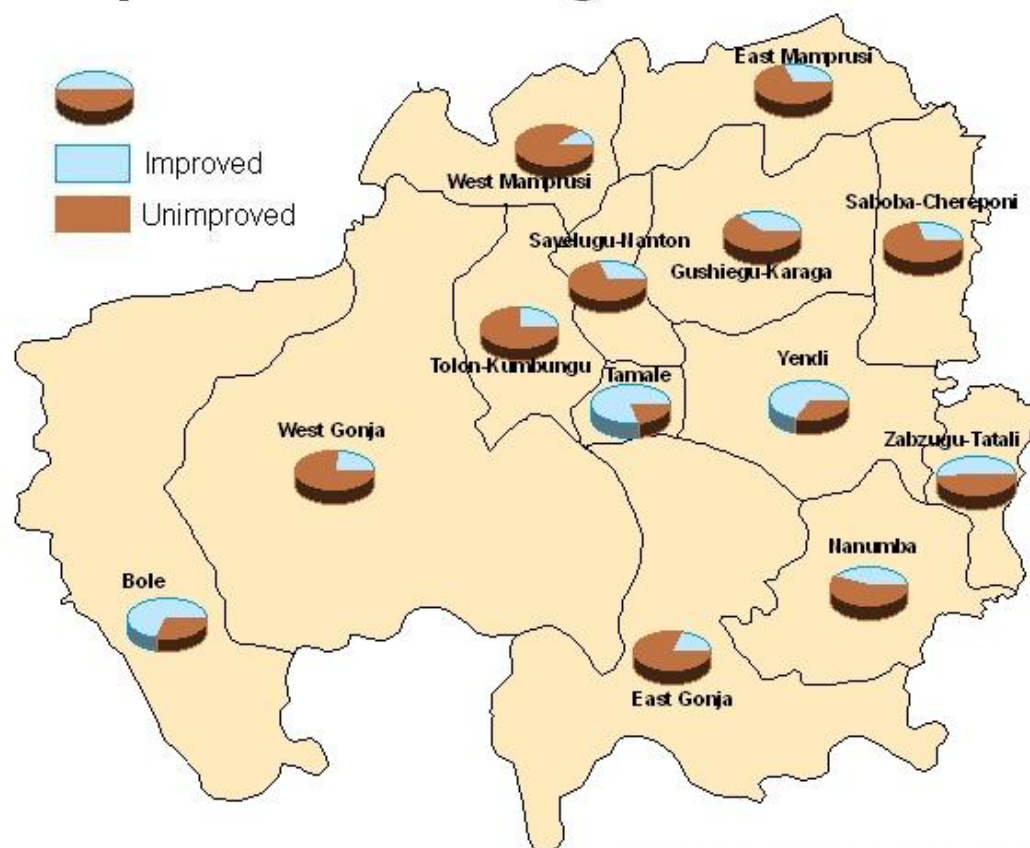 East Mamprusi
Improved
West Mamprusi
Unimproved
Saboba-Chereponi
Savelugu-Nanton
Gushiegu-Karaga
Yendi
Tolon-Kumbungu
Tamale
West Gonja
Zabzugu-Tatali
Nanumba
Bole
East Gonja